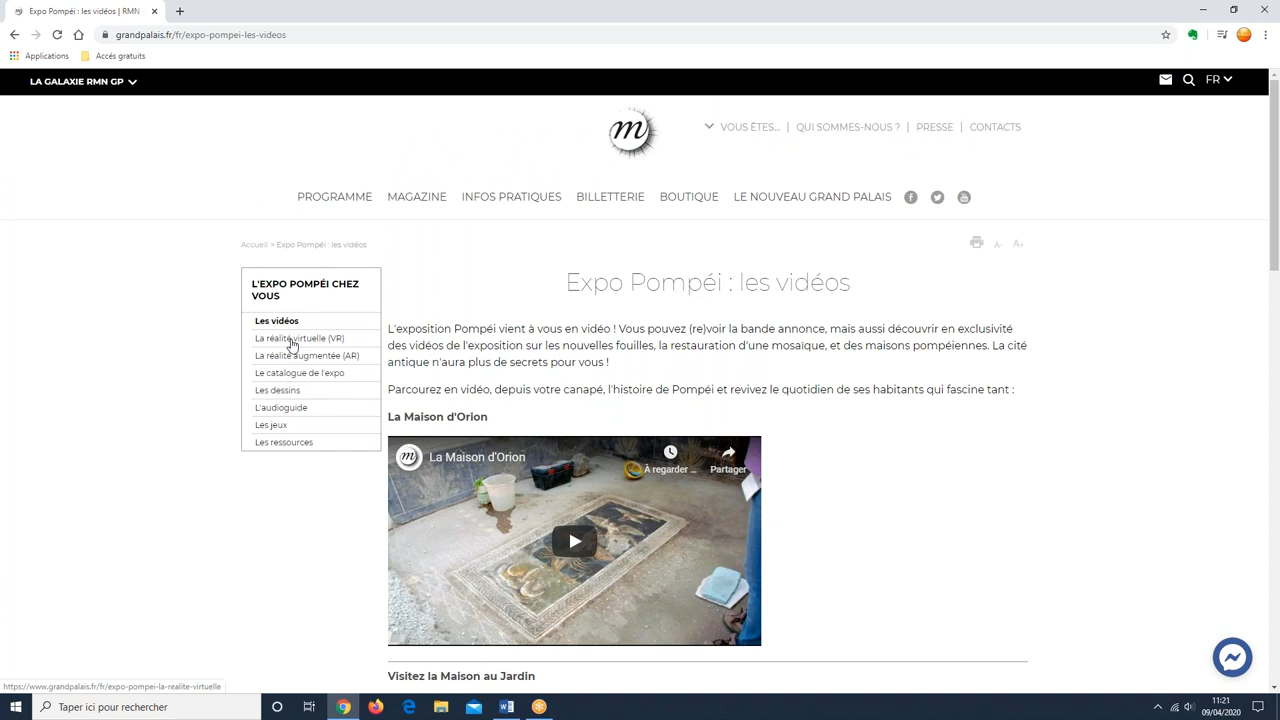 Expo Pompéi : les vidéos | RMN
grandpalais.fr/fr/expo-pompei-les-videos
Applications
Accés gratuits
LA GALAXIE RMN GP
FR
m
VOUS ÊTES... | QUI SOMMES-NOUS ? | PRESSE | CONTACTS
PROGRAMME MAGAZINE INFOS PRATIQUES BILLETTERIE BOUTIQUE LE NOUVEAU GRAND PALAIS
Accueil > Expo Pompéi : les vidéos
A- A+
L'EXPO POMPÉI CHEZ
VOUS
Les vidéos
La réalité virtuelle (VR)
La réalité augmentée (AR)
Le catalogue de l'expo
Les dessins
L'audioguide
Les jeux
Les ressources
Expo Pompéi : les vidéos
L'exposition Pompéi vient à vous en vidéo ! Vous pouvez (re)voir la bande annonce, mais aussi découvrir en exclusivité
des vidéos de l'exposition sur les nouvelles fouilles, la restauration d'une mosaïque, et des maisons pompéiennes. La cité
antique n'aura plus de secrets pour vous !
Parcourez en vidéo, depuis votre canapé, l'histoire de Pompéi et revivez le quotidien de ses habitants qui fascine tant :
La Maison d'Orion
m
La Maison d'Orion
À regarder ...
Partager
Visitez la Maison au Jardin
https://www.grandpalais.fr/fr/expo-pompei-la-realite-virtuelle
Taper ici pour rechercher
11:21
09/04/2020